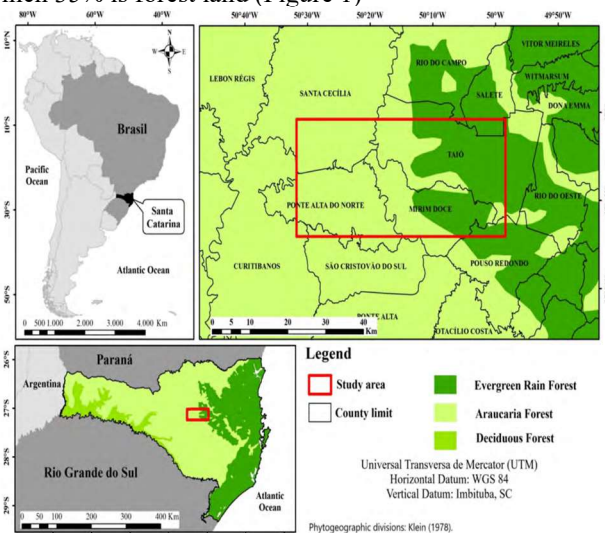 50°40'W 50°30'W 50°20'W 50°10'W 50°00'W 49°50'W
80°W 60°W 40°W
10°N
10°S
30°S
50°S
N
W E
S
Brasil
Pacific
Ocean
Santa
Catarina
Atlantic Ocean
0 500 1.000 2.000 3.000 4.000 Km
LEBON RÉGIS
SANTA CECÍLIA
RIO DO CAMPO
VITOR MEIRELES
WITMARSUM
SALETE
DONA EMMA
TAIÓ
RIO DO OESTE
PONTE ALTA DO NORTE
MIRIM DOCE
CURITIBANOS
SÃO CRISTOVÃO DO SUL
POUSO REDONDO
PONTE ALTA
OTACÍLIO COSTA
0 5 10 20 30 40
Km
26°S
27°S
28°S
29°S
Paraná
Argentina
Rio Grande do Sul
Atlantic
Ocean
0 50 100 200 300 400 Km
Legend
Study area
County limit
Evergreen Rain Forest
Araucaria Forest
Deciduous Forest
Universal Transversa de Mercator (UTM)
Horizontal Datum: WGS 84
Vertical Datum: Imbituba, SC
Phytogeographic divisions: Klein (1978).